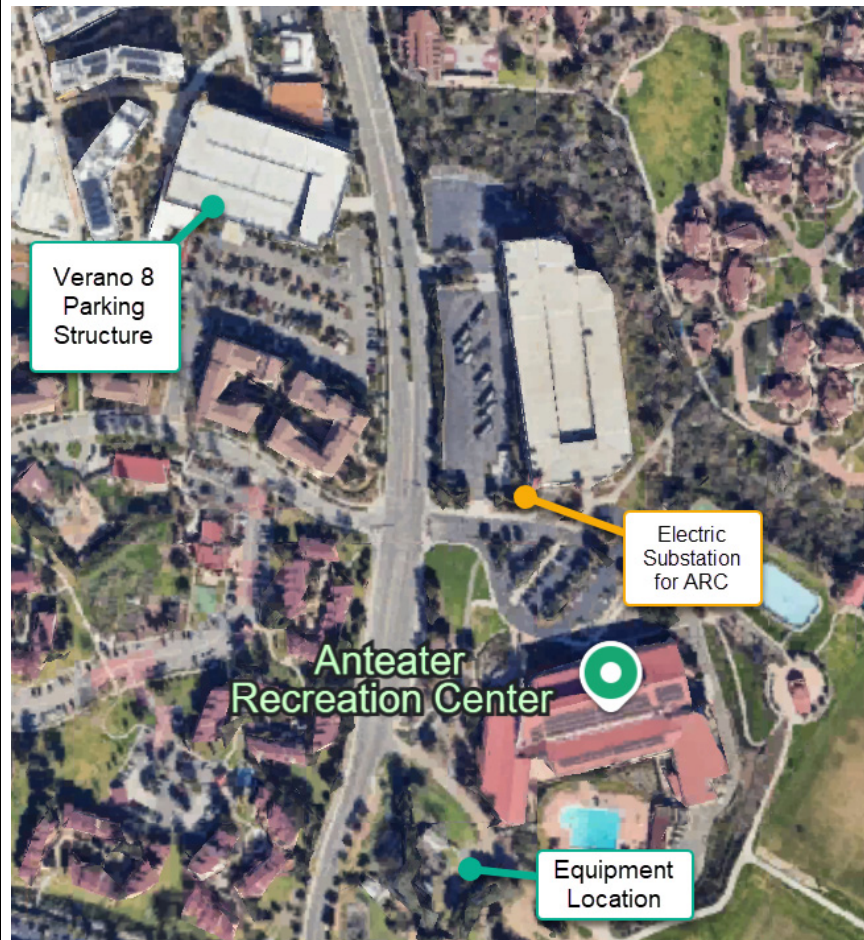 Verano 8
Parking
Structure
Electric
Substation
for ARC
Anteater
Recreation Center
Equipment
Location